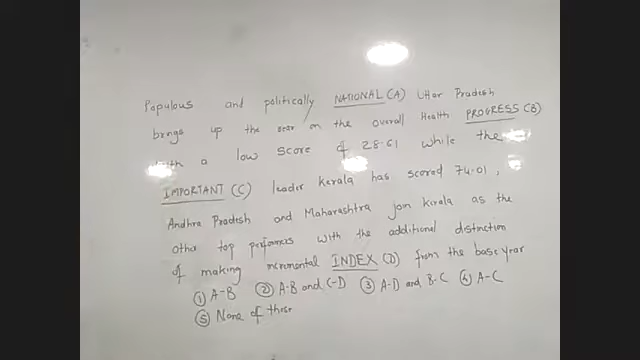 Populous and politically NATIONAL (A) Uttar Pradesh
brings up the rear on the overall Health PROGRESS (B)
with a low score of 28.61 while the
IMPORTANT (C) leader Kerala has scored 74.01,
Andhra Pradesh and Maharashtra join Kerala as the
other top performers with the additional distinction
of making incremental INDEX (D) from the base year
① A-B ② A-B and C-D ③ A-D and B-C ④ A-C
⑤ None of these